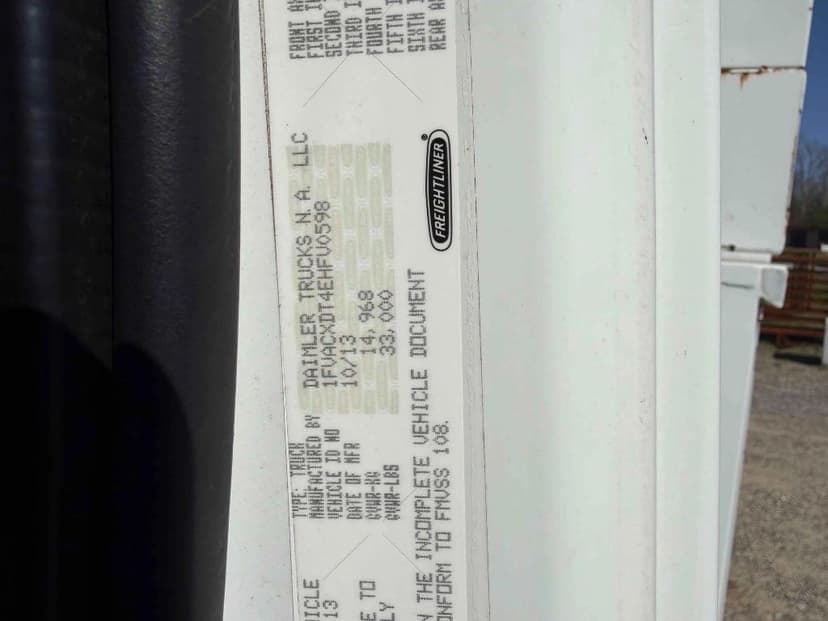 ICLE
13
E TO
LY
TYPE: TRUCK
MANUFACTURED BY DAIMLER TRUCKS N.A. LLC
VEHICLE ID NO 1FVACXDT4EHFV0598
DATE OF MFR 10/13
GVWR-KG 14,968
GVWR-LBS 33,000
N THE INCOMPLETE VEHICLE DOCUMENT
ONFORM TO FMVSS 108.
FREIGHTLINER®
FRONT A
FIRST I
SECOND
THIRD I
FOURTH
FIFTH I
SIXTH I
REAR A